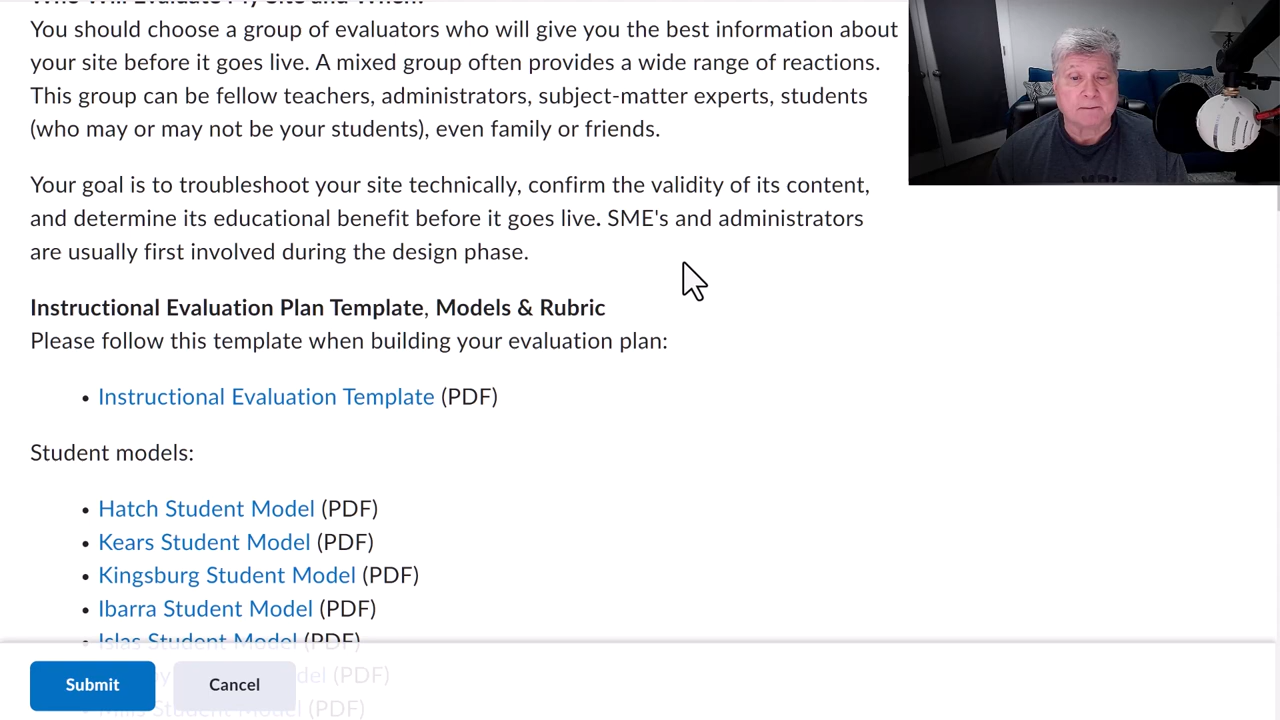 You should choose a group of evaluators who will give you the best information about
your site before it goes live. A mixed group often provides a wide range of reactions.
This group can be fellow teachers, administrators, subject-matter experts, students
(who may or may not be your students), even family or friends.
Your goal is to troubleshoot your site technically, confirm the validity of its content,
and determine its educational benefit before it goes live. SME's and administrators
are usually first involved during the design phase.
Instructional Evaluation Plan Template, Models & Rubric
Please follow this template when building your evaluation plan:
• Instructional Evaluation Template (PDF)
Student models:
• Hatch Student Model (PDF)
• Kears Student Model (PDF)
• Kingsburg Student Model (PDF)
• Ibarra Student Model (PDF)
• Islas Student Model (PDF)
(PDF)
Student Model (PDF)
Submit
Cancel